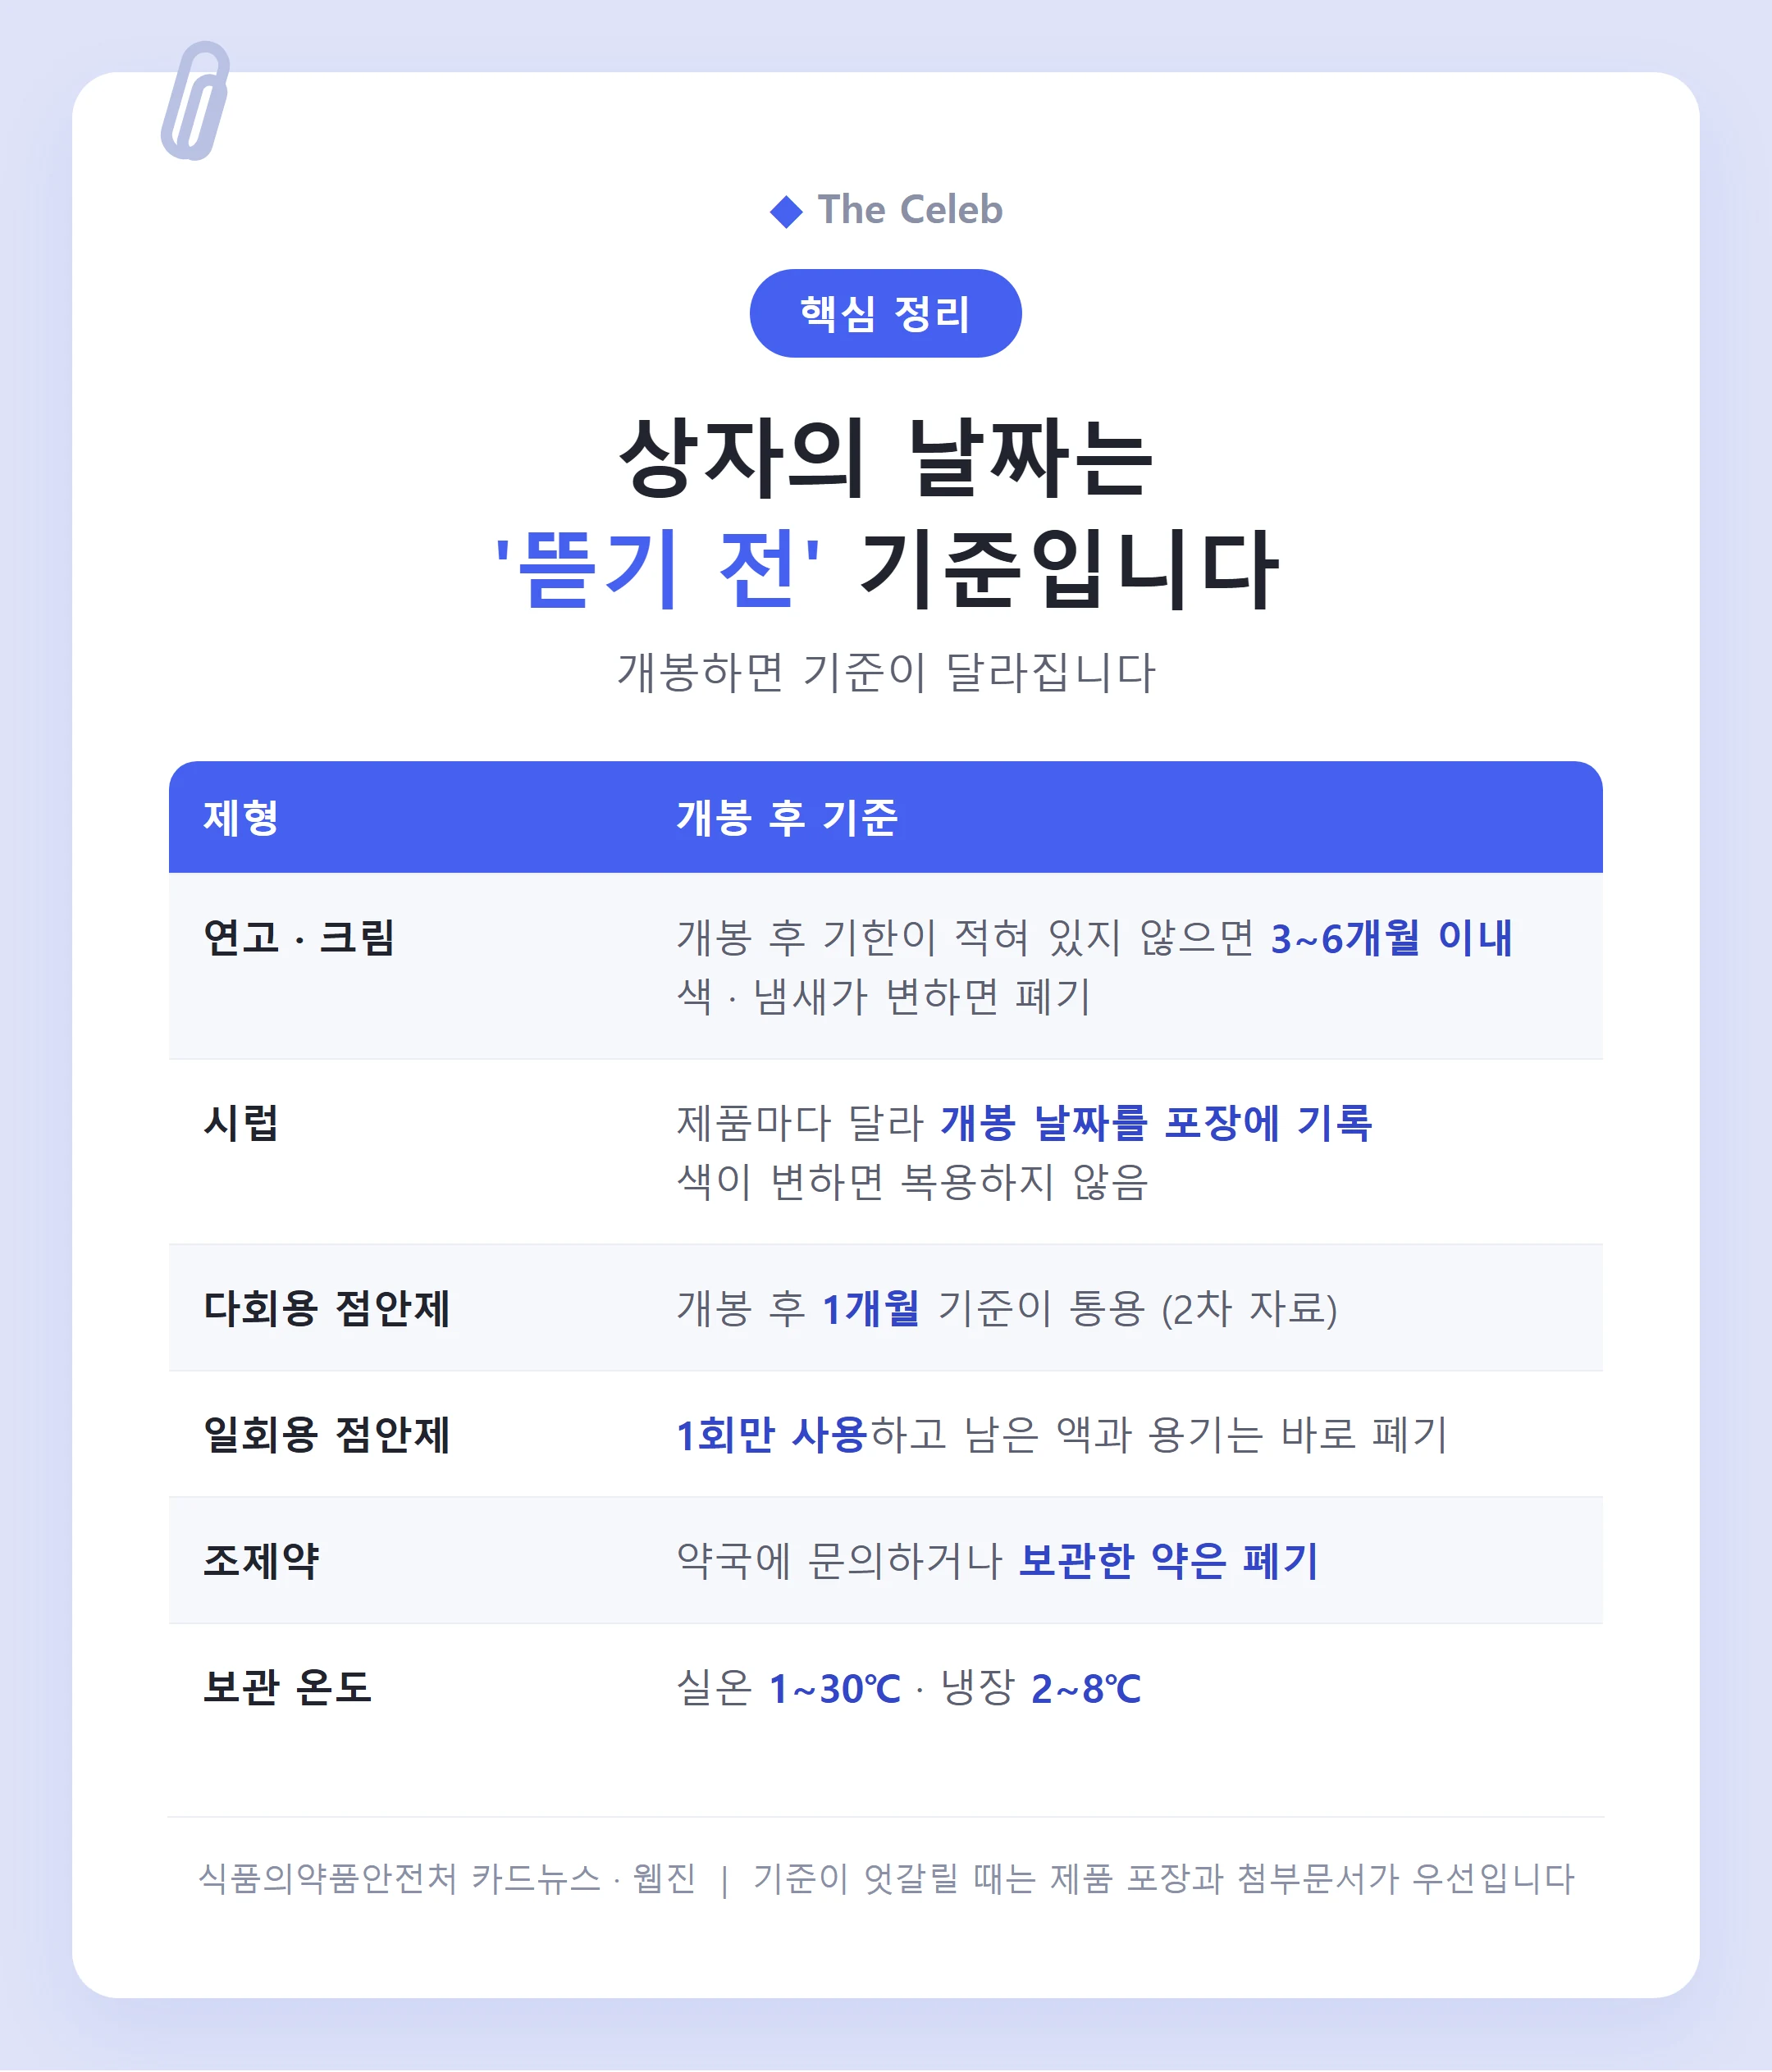 The Celeb
핵심 정리
상자의 날짜는
'뜯기 전' 기준입니다
개봉하면 기준이 달라집니다
제형 개봉 후 기준
연고 · 크림 개봉 후 기한이 적혀 있지 않으면 3~6개월 이내
색 · 냄새가 변하면 폐기
시럽 제품마다 달라 개봉 날짜를 포장에 기록
색이 변하면 복용하지 않음
다회용 점안제 개봉 후 1개월 기준이 통용 (2차 자료)
일회용 점안제 1회만 사용하고 남은 액과 용기는 바로 폐기
조제약 약국에 문의하거나 보관한 약은 폐기
보관 온도 실온 1~30℃ · 냉장 2~8℃
식품의약품안전처 카드뉴스 · 웹진 | 기준이 엇갈릴 때는 제품 포장과 첨부문서가 우선입니다